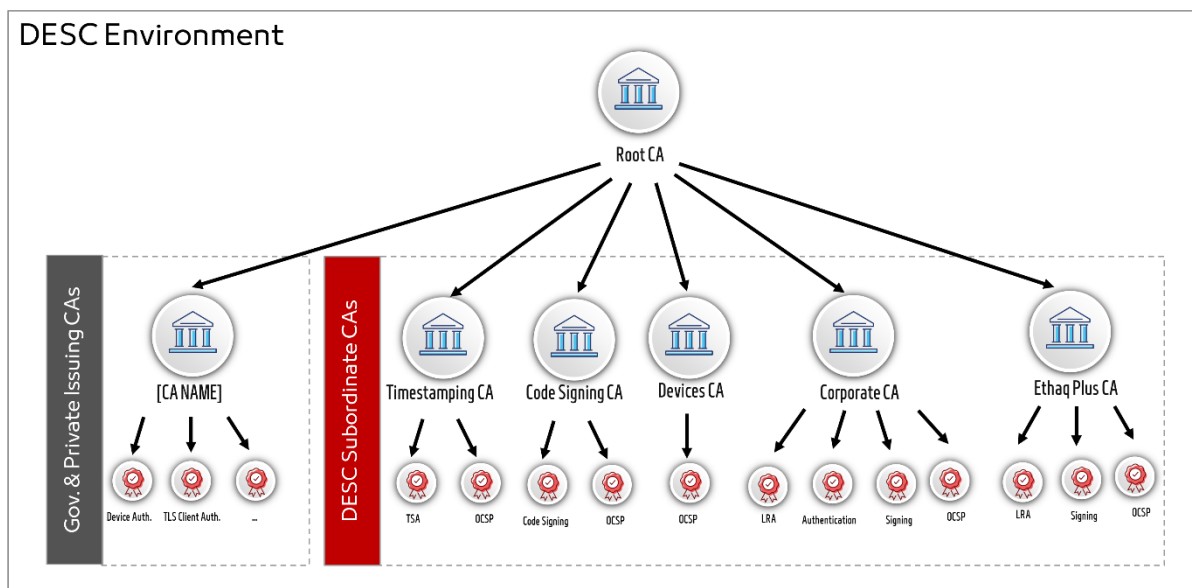 DESC Environment
Root CA
Gov. & Private Issuing CAs
[CA NAME]
Device Auth.
TLS Client Auth.
...
DESC Subordinate CAs
Timestamping CA
Code Signing CA
Devices CA
Corporate CA
Ethaq Plus CA
TSA
OCSP
Code Signing
OCSP
OCSP
LRA
Authentication
Signing
OCSP
LRA
Signing
OCSP